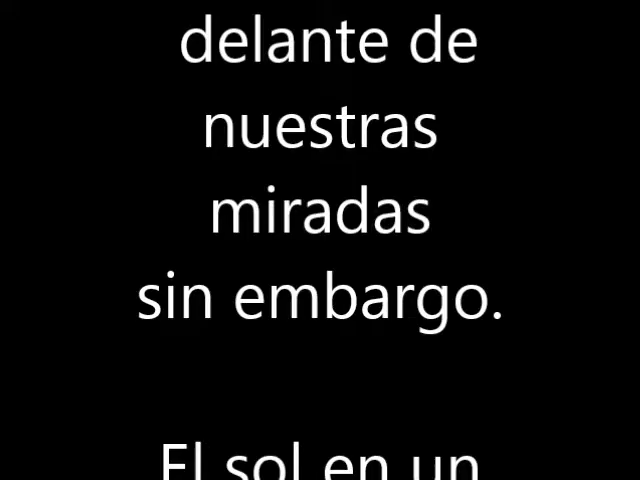 delante de
nuestras
miradas
sin embargo.
El sol en un